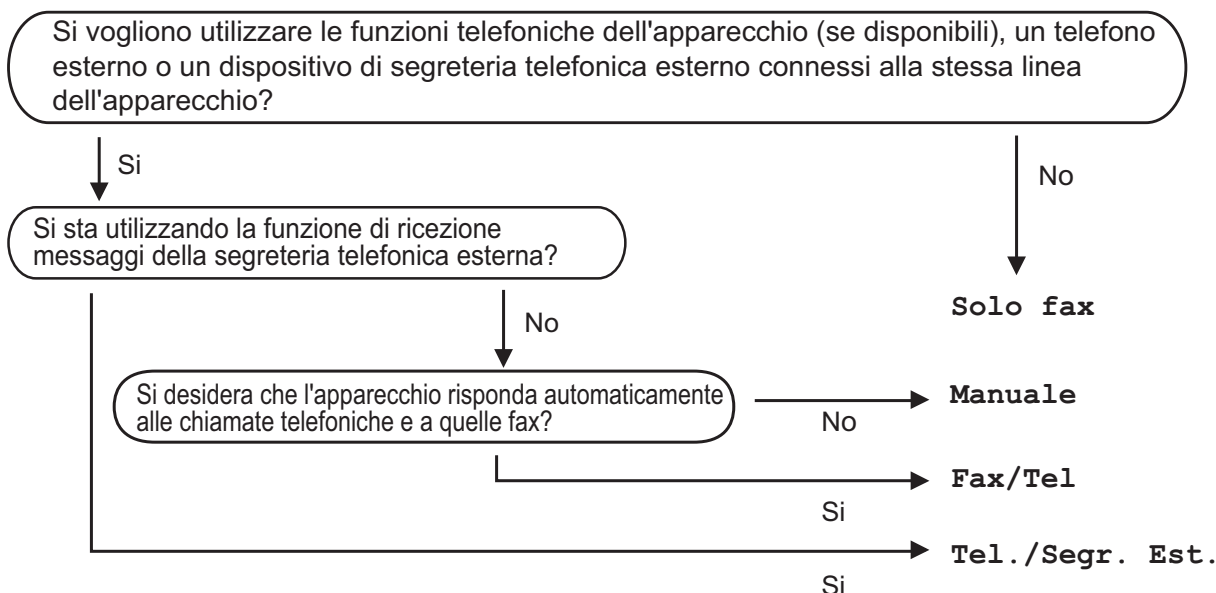 Si vogliono utilizzare le funzioni telefoniche dell'apparecchio (se disponibili), un telefono
esterno o un dispositivo di segreteria telefonica esterno connessi alla stessa linea
dell'apparecchio?
Si
No
Si sta utilizzando la funzione di ricezione
messaggi della segreteria telefonica esterna?
Solo fax
No
Si desidera che l'apparecchio risponda automaticamente
alle chiamate telefoniche e a quelle fax?
No
Manuale
Si
Fax/Tel
Si
Tel./Segr. Est.